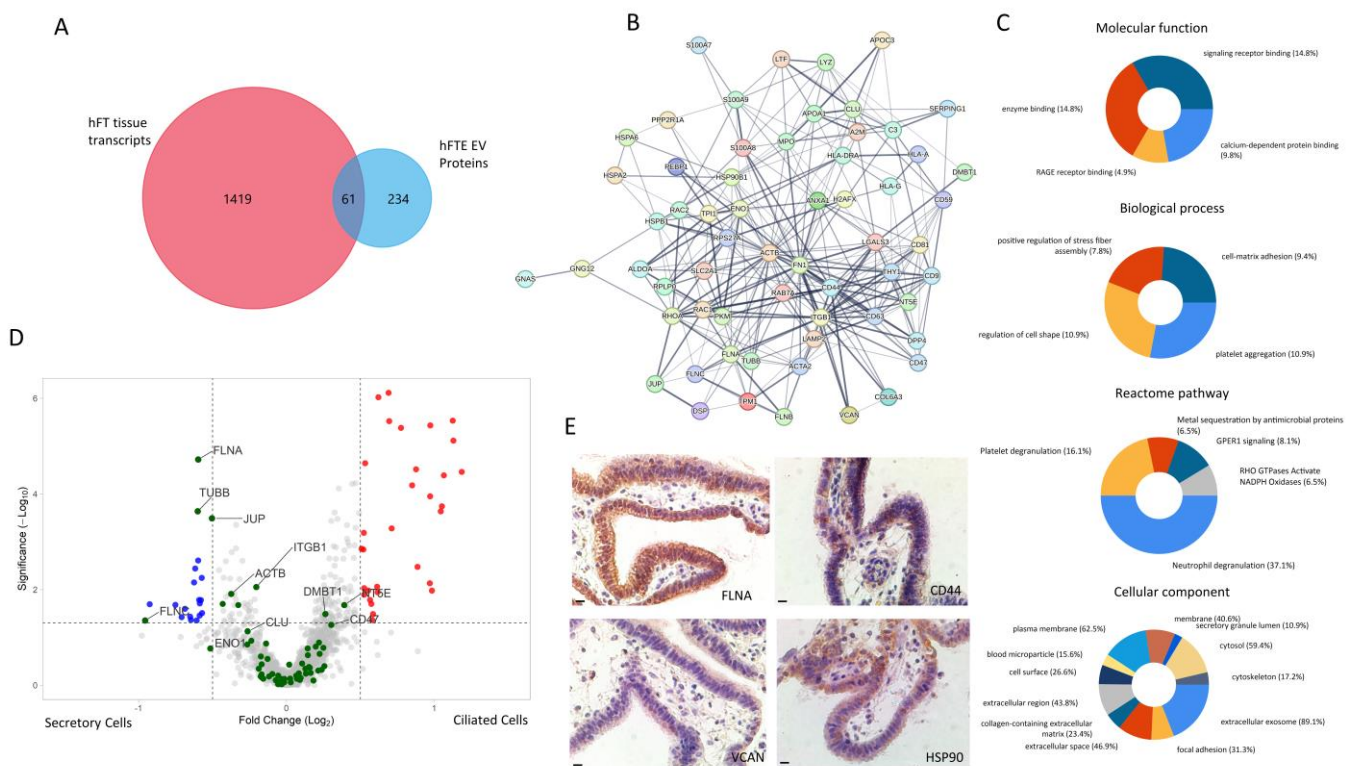 A
hFT tissue
transcripts
hFTE EV
Proteins
1419
61
234
B
S100A7
APOC3
LTF
LYZ
S100A9
CLU
SERPING1
APOA1
PPP2R1A
MPO
A2M
C3
HSPA6
S100A8
HLA-DRA
HLA-A
PEBP1
HSP90B1
DMBT1
HSPA2
HLA-G
RAC2
TPI1
ENO1
ANXA1
H2AFX
CD59
HSPB1
RPS27A
LGALS3
CD81
ACTB
FN1
GNG12
ALDOA
SLC2A1
THY1
CD9
GNAS
CD44
RPLP0
RAB7A
NT5E
RAC1
RHOA
PKM
ITGB1
CD63
LAMP2
DPP4
FLNA
TUBB
ACTA2
CD47
FLNC
JUP
COL6A3
DSP
TPM1
FLNB
VCAN
C
Molecular function
signaling receptor binding (14.8%)
enzyme binding (14.8%)
calcium-dependent protein binding
(9.8%)
RAGE receptor binding (4.9%)
Biological process
positive regulation of stress fiber
assembly (7.8%)
cell-matrix adhesion (9.4%)
regulation of cell shape (10.9%)
platelet aggregation (10.9%)
Reactome pathway
Metal sequestration by antimicrobial proteins
(6.5%)
GPER1 signaling (8.1%)
Platelet degranulation (16.1%)
RHO GTPases Activate
NADPH Oxidases (6.5%)
Neutrophil degranulation (37.1%)
Cellular component
membrane (40.6%)
secretory granule lumen (10.9%)
plasma membrane (62.5%)
cytosol (59.4%)
blood microparticle (15.6%)
cytoskeleton (17.2%)
cell surface (26.6%)
extracellular region (43.8%)
extracellular exosome (89.1%)
collagen-containing extracellular
matrix (23.4%)
extracellular space (46.9%)
focal adhesion (31.3%)
D
Significance (−Log10)
6
4
2
0
FLNA
TUBB
JUP
ITGB1
ACTB
DMBT1
NT5E
FLNC
CLU
CD47
ENO1
-1
0
1
Secretory Cells
Fold Change (Log2)
Ciliated Cells
E
FLNA
CD44
VCAN
HSP90